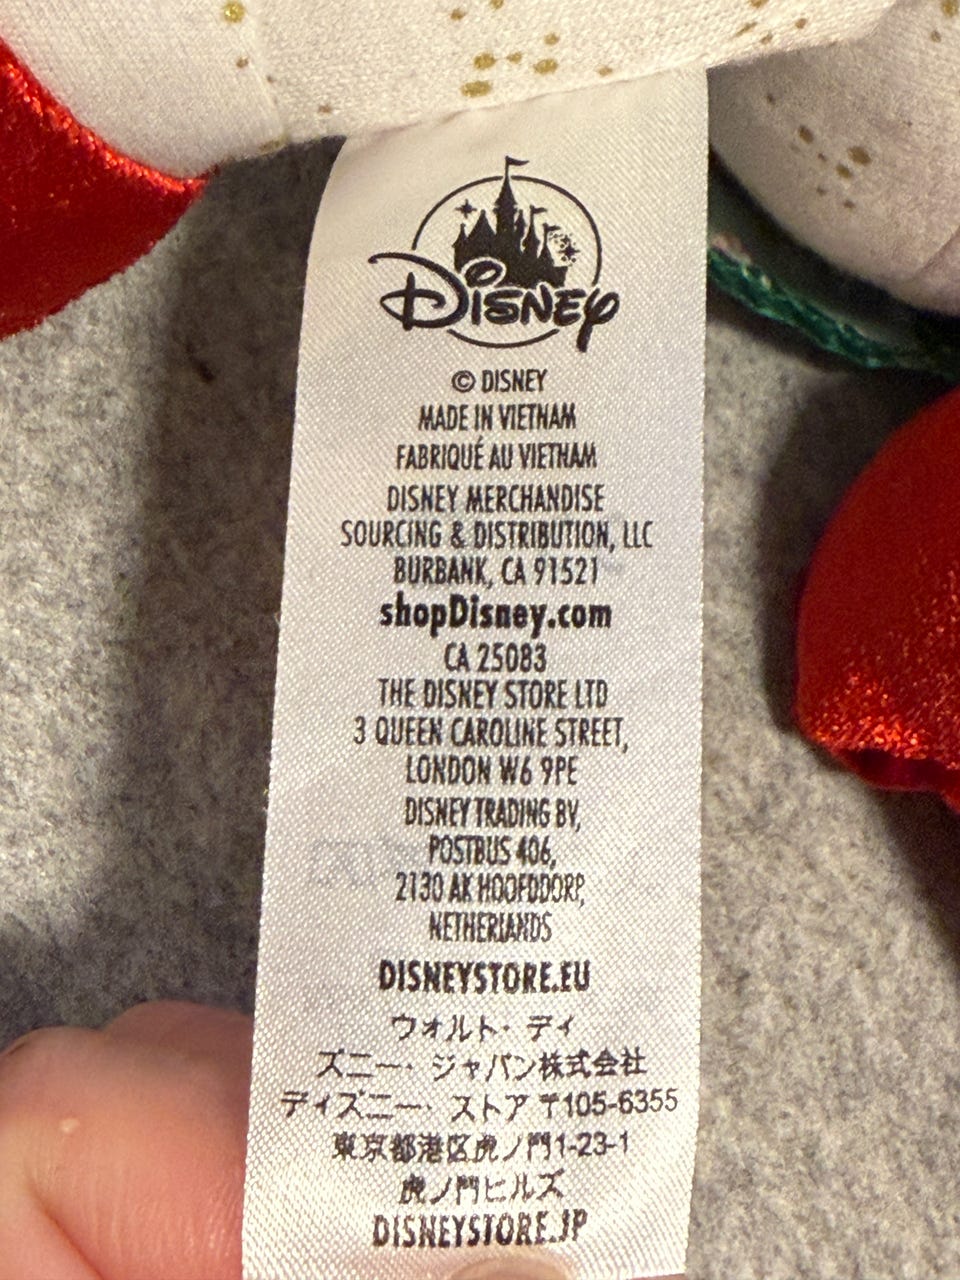 DISNEY
© DISNEY
MADE IN VIETNAM
FABRIQUÉ AU VIETNAM
DISNEY MERCHANDISE
SOURCING & DISTRIBUTION, LLC
BURBANK, CA 91521
shopDisney.com
CA 25083
THE DISNEY STORE LTD
3 QUEEN CAROLINE STREET,
LONDON W6 9PE
DISNEY TRADING BV,
POSTBUS 406,
2130 AK HOOFDDORP,
NETHERLANDS
DISNEYSTORE.EU
ウォルト・ディ
ズニー・ジャパン株式会社
ディズニー・ストア 〒105-6355
東京都港区虎ノ門1-23-1
虎ノ門ヒルズ
DISNEYSTORE.JP